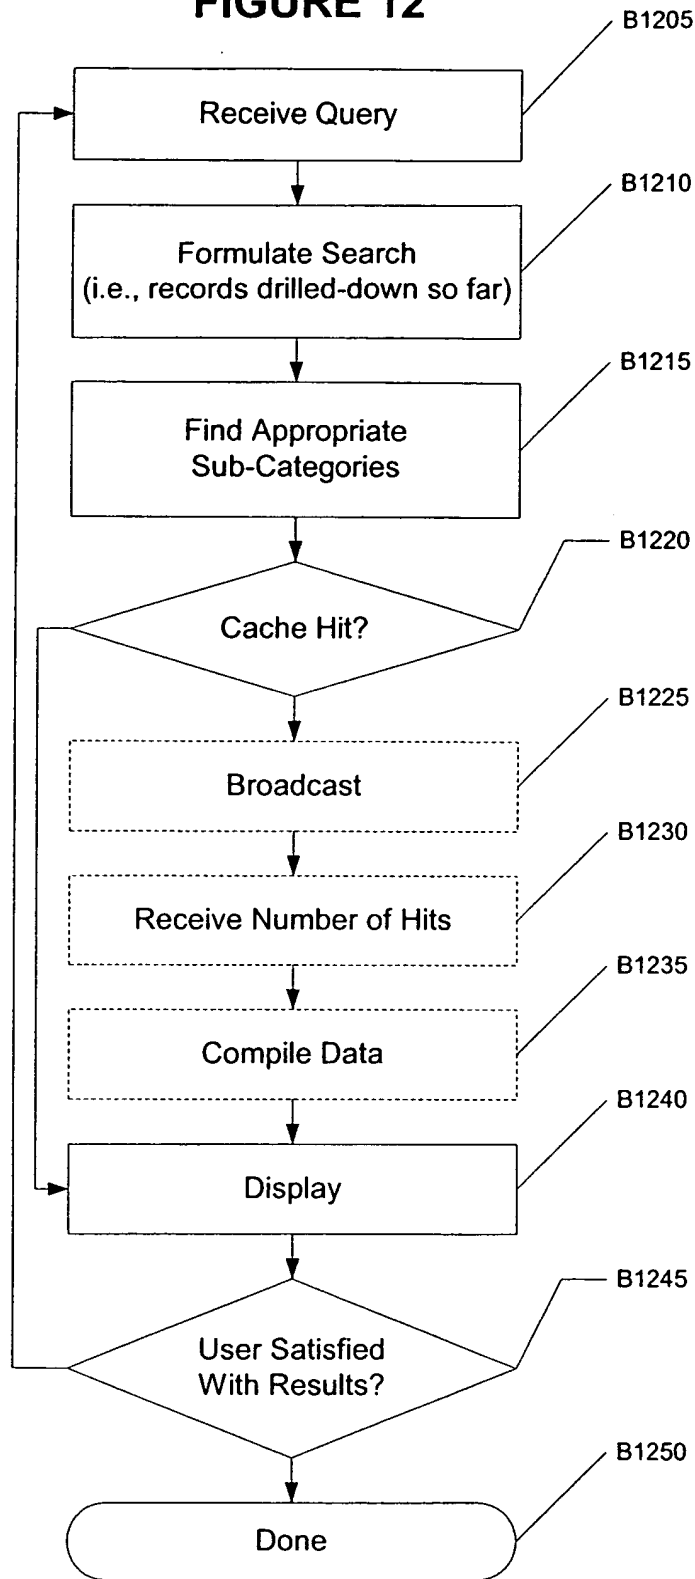 FIGURE 12
B1205
Receive Query
B1210
Formulate Search
(i.e., records drilled-down so far)
B1215
Find Appropriate
Sub-Categories
B1220
Cache Hit?
B1225
Broadcast
B1230
Receive Number of Hits
B1235
Compile Data
B1240
Display
B1245
User Satisfied
With Results?
B1250
Done